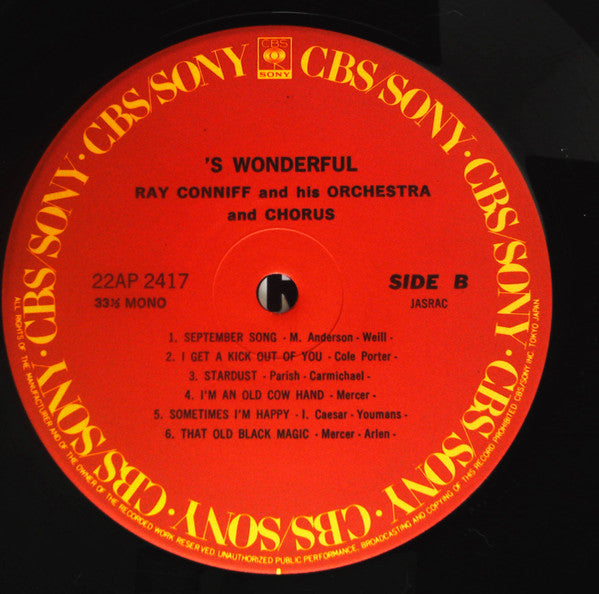 CBS
SONY
CBS/SONY · CBS/SONY · CBS/SONY · CBS/SONY · CBS/SONY · CBS/SONY · CBS/SONY · CBS/SONY
'S WONDERFUL
RAY CONNIFF and his ORCHESTRA
and CHORUS
22AP 2417
33⅓ MONO
SIDE B
JASRAC
1. SEPTEMBER SONG - M. Anderson - Weill -
2. I GET A KICK OUT OF YOU - Cole Porter -
3. STARDUST - Parish - Carmichael -
4. I'M AN OLD COW HAND - Mercer -
5. SOMETIMES I'M HAPPY - I. Caesar - Youmans -
6. THAT OLD BLACK MAGIC - Mercer - Arlen -
ALL RIGHTS OF THE MANUFACTURER AND OF THE OWNER OF THE RECORDED WORK RESERVED UNAUTHORIZED PUBLIC PERFORMANCE, BROADCASTING AND COPYING OF THIS RECORD PROHIBITED CBS/SONY INC. TOKYO JAPAN